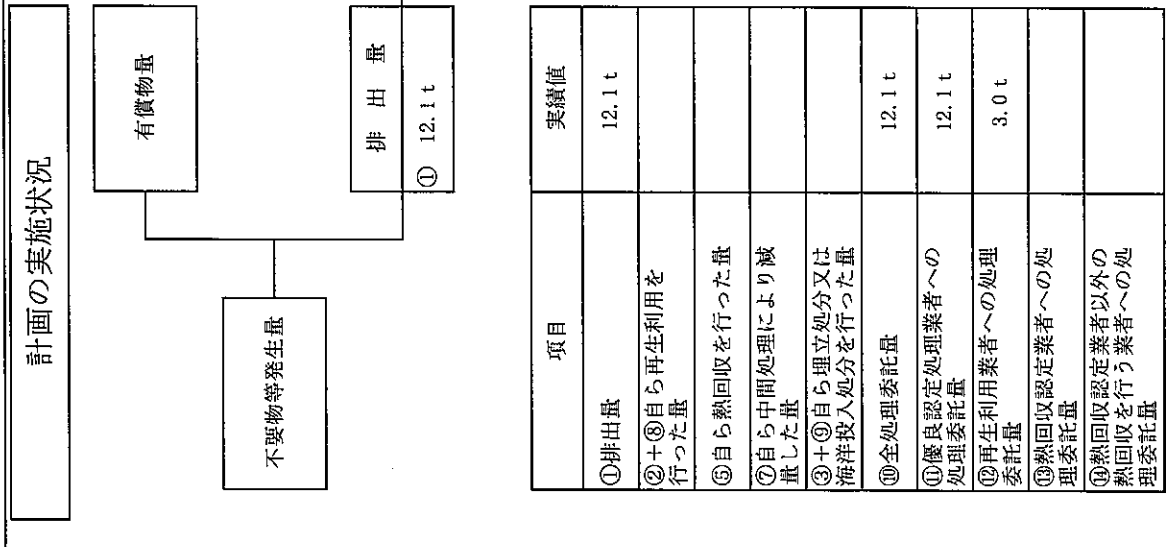 計画の実施状況
不要物等発生量
有償物量
排出量
① 12.1t
項目
実績値
①排出量
12.1t
②+⑧自ら再生利用を
行った量
⑤自ら熱回収を行った量
⑦自ら中間処理により減
量した量
③+⑨自ら埋立処分又は
海洋投入処分を行った量
⑩全処理委託量
12.1t
⑪優良認定処理業者への
処理委託量
12.1t
⑫再生利用業者への処理
委託量
3.0t
⑬熱回収認定業者への処
理委託量
⑭熱回収認定業者以外の
熱回収を行う業者への処
理委託量